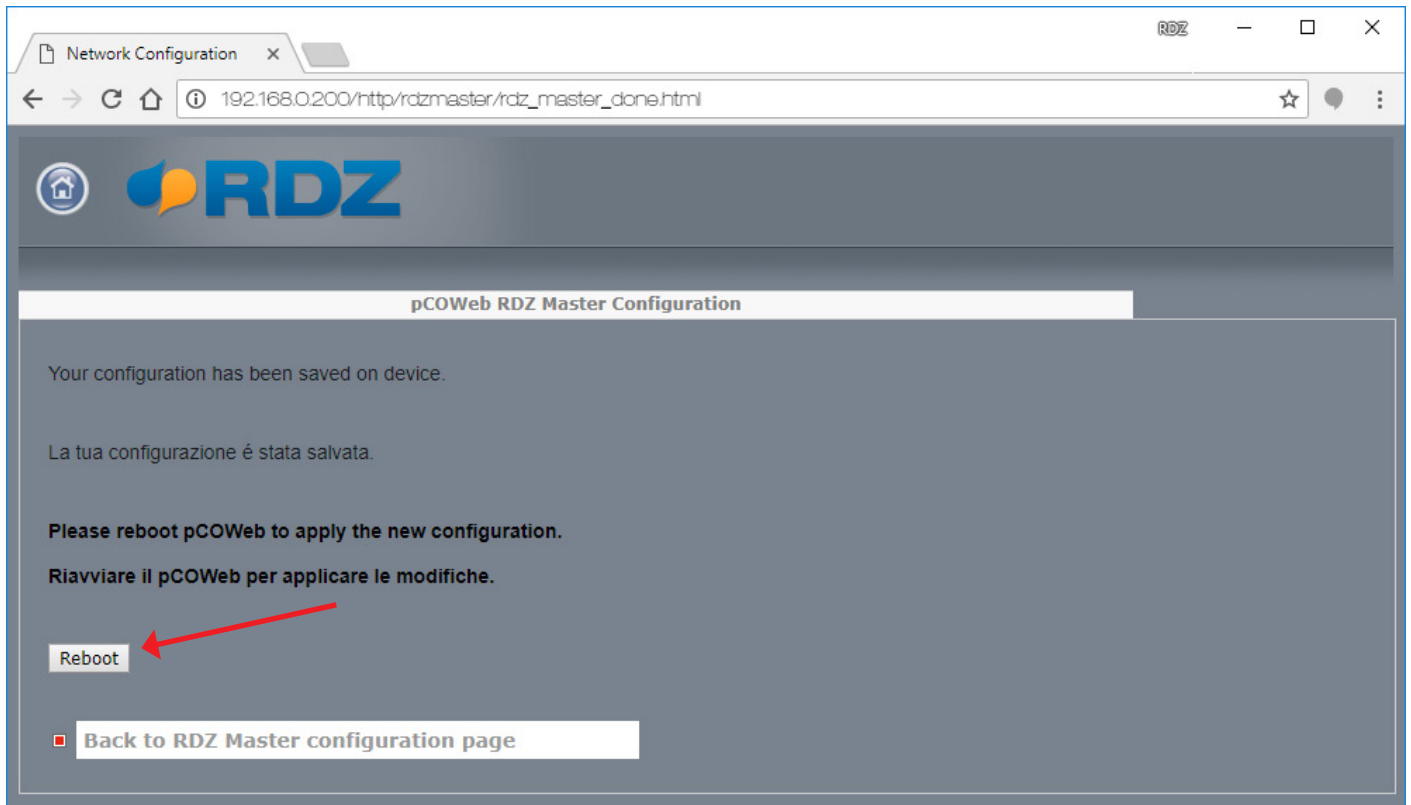 RDZ
Network Configuration
192.168.0.200/http/rdzmaster/rdz_master_done.html
RDZ
pCOWeb RDZ Master Configuration
Your configuration has been saved on device.
La tua configurazione é stata salvata.
Please reboot pCOWeb to apply the new configuration.
Riavviare il pCOWeb per applicare le modifiche.
Reboot
Back to RDZ Master configuration page